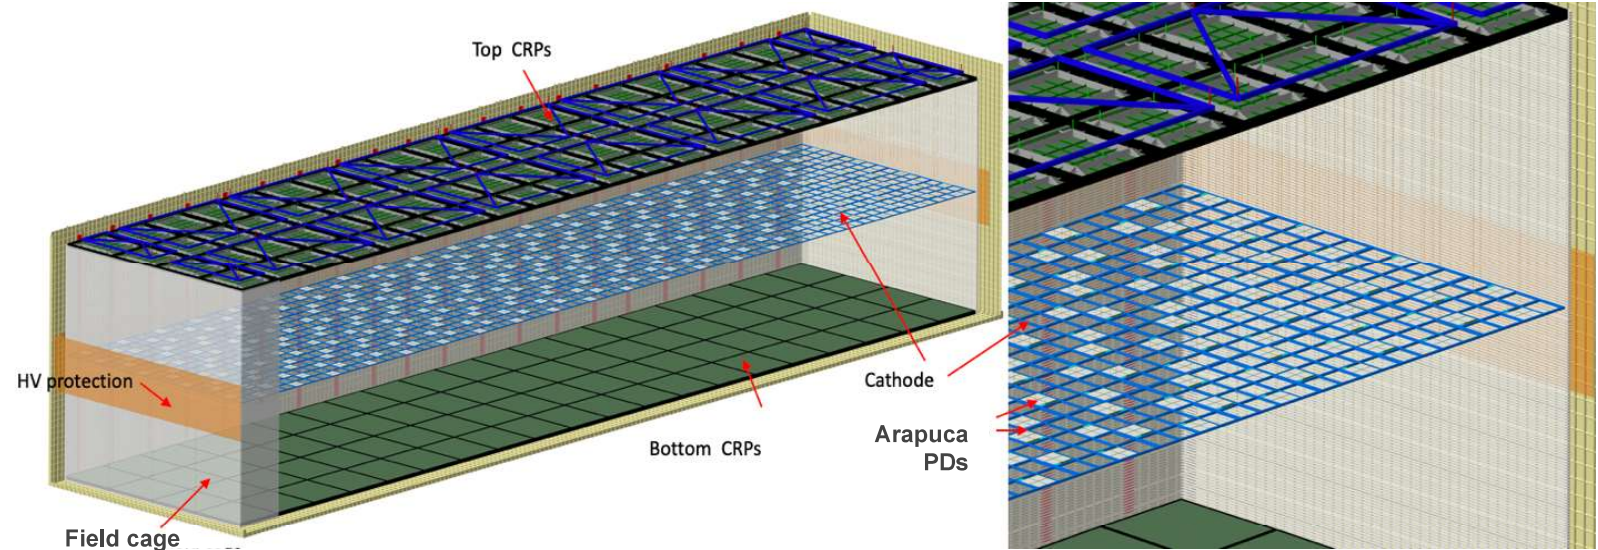 Top CRPs
HV protection
Cathode
Arapuca
PDs
Bottom CRPs
Field cage